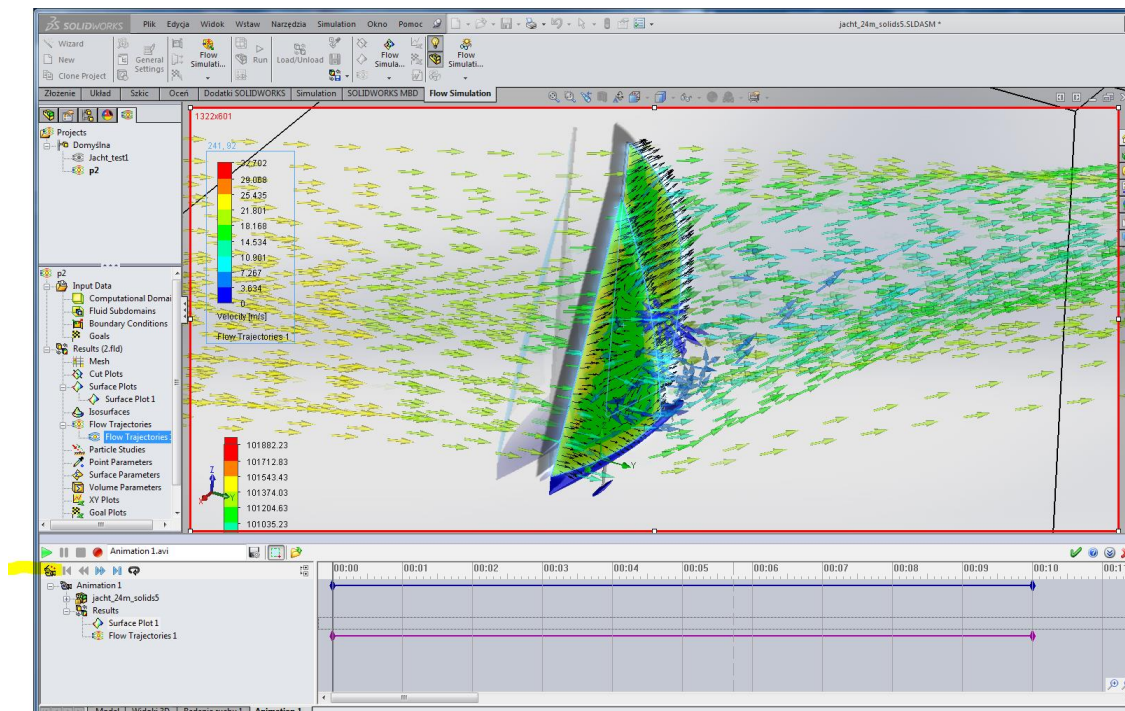 SOLIDWORKS Plik Edycja Widok Wstaw Narzędzia Simulation Okno Pomoc jacht_24m_solids5.SLDASM *
Wizard
New
Clone Project
General Settings
Flow Simulati...
Run
Load/Unload
Flow Simula...
Flow Simulati...
Złożenie Układ Szkic Oceń Dodatki SOLIDWORKS Simulation SOLIDWORKS MBD Flow Simulation
Projects
Domyślna
Jacht_test1
p2
p2
Input Data
Computational Domai
Fluid Subdomains
Boundary Conditions
Goals
Results (2.fld)
Mesh
Cut Plots
Surface Plots
Surface Plot 1
Isosurfaces
Flow Trajectories
Flow Trajectories
Particle Studies
Point Parameters
Surface Parameters
Volume Parameters
XY Plots
Goal Plots
1322x601
241, 92
32.702
29.068
25.435
21.801
18.168
14.534
10.901
7.267
3.634
0
Velocity [m/s]
Flow Trajectories 1
101882.23
101712.83
101543.43
101374.03
101204.63
101035.23
Z
X
Y
Y
Animation 1.avi
00:00 00:01 00:02 00:03 00:04 00:05 00:06 00:07 00:08 00:09 00:10 00:1
Animation 1
jacht_24m_solids5
Results
Surface Plot 1
Flow Trajectories 1
Model Widoki 3D Badanie ruchu 1 Animation 1